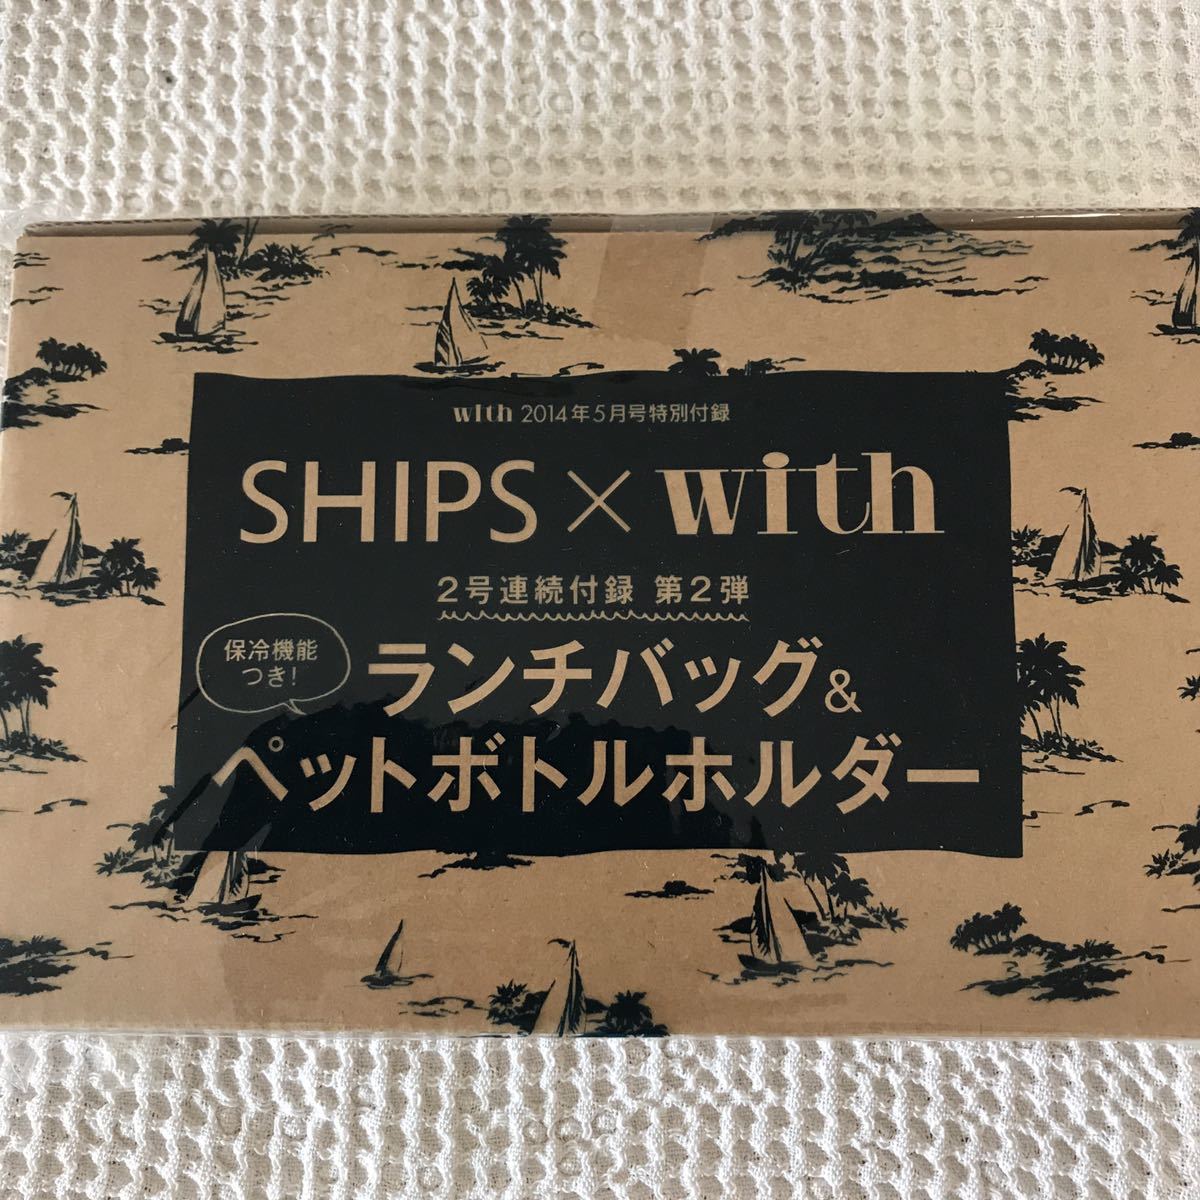 with 2014年5月号特別付録
SHIPS × with
2号連続付録 第2弾
保冷機能
つき!
ランチバッグ&
ペットボトルホルダー